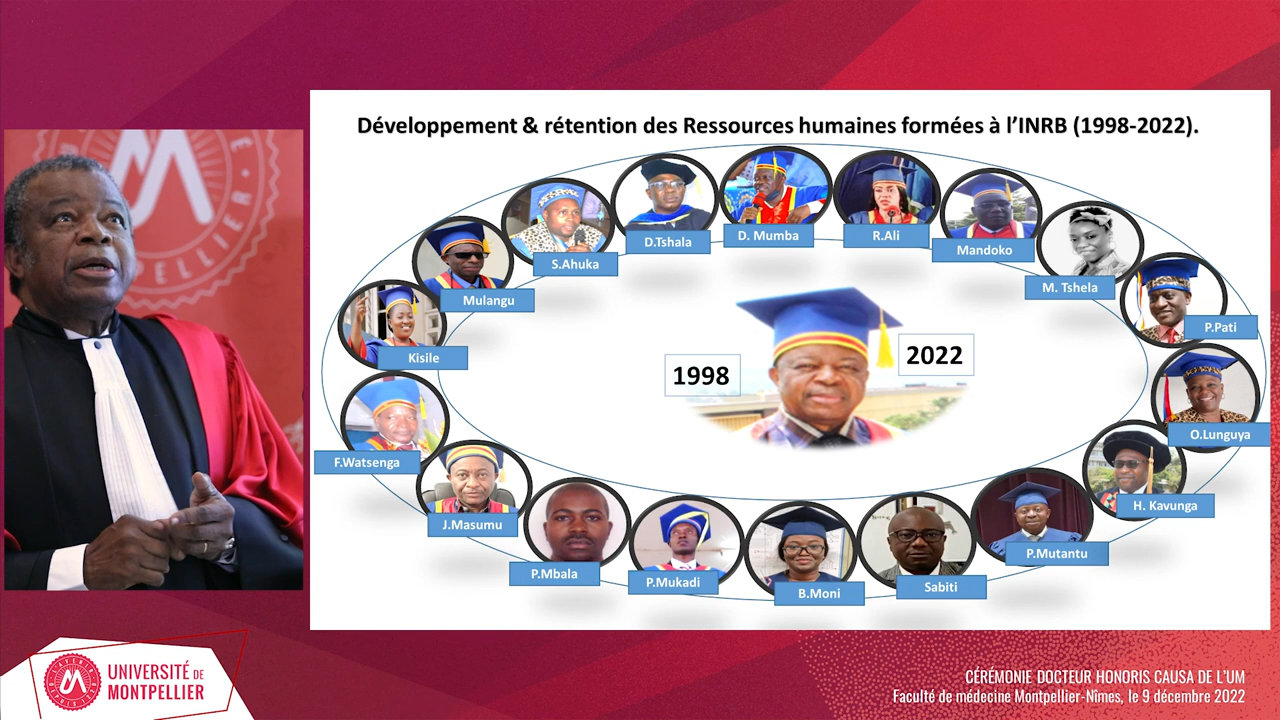 Développement & rétention des Ressources humaines formées à l'INRB (1998-2022).
D.Tshala
D. Mumba
R.Ali
Mandoko
S.Ahuka
M. Tshela
Mulangu
P.Pati
Kisile
1998
2022
O.Lunguya
F.Watsenga
H. Kavunga
J.Masumu
P.Mutantu
P.Mbala
P.Mukadi
B.Moni
Sabiti
UNIVERSITÉ DE
MONTPELLIER
CÉRÉMONIE DOCTEUR HONORIS CAUSA DE L'UM
Faculté de médecine Montpellier-Nîmes, le 9 décembre 2022